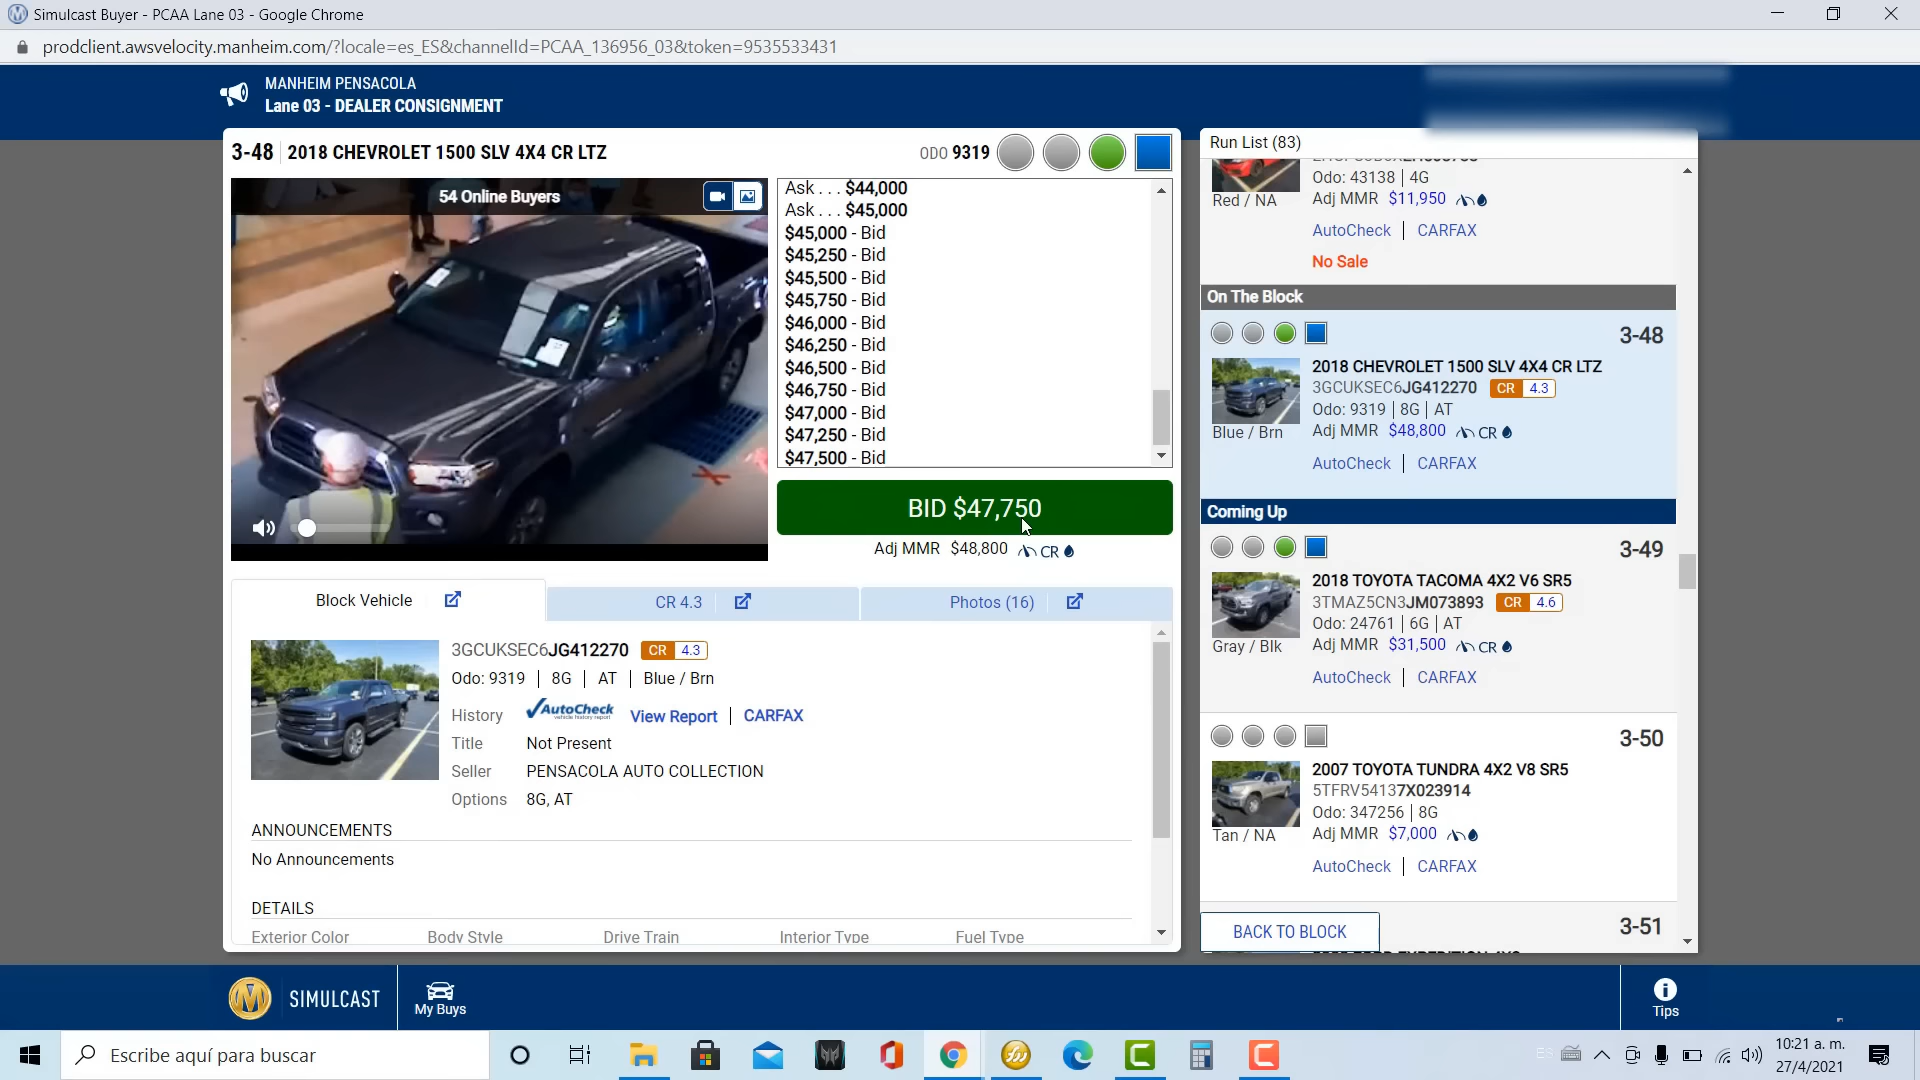 Simulcast Buyer - PCAA Lane 03 - Google Chrome
prodclient.awsvelocity.manheim.com/?locale=es_ES&channelId=PCAA_136956_03&token=9535533431
MANHEIM PENSACOLA
Lane 03 - DEALER CONSIGNMENT
3-48 2018 CHEVROLET 1500 SLV 4X4 CR LTZ
ODO 9319
54 Online Buyers
Ask . . . $44,000
Ask . . . $45,000
$45,000 - Bid
$45,250 - Bid
$45,500 - Bid
$45,750 - Bid
$46,000 - Bid
$46,250 - Bid
$46,500 - Bid
$46,750 - Bid
$47,000 - Bid
$47,250 - Bid
$47,500 - Bid
BID $47,750
Adj MMR $48,800 CR
Block Vehicle
CR 4.3
Photos (16)
3GCUKSEC6JG412270 CR 4.3
Odo: 9319 | 8G | AT | Blue / Brn
History AutoCheck View Report | CARFAX
Title Not Present
Seller PENSACOLA AUTO COLLECTION
Options 8G, AT
ANNOUNCEMENTS
No Announcements
DETAILS
Exterior Color Body Style Drive Train Interior Type Fuel Type
Run List (83)
Odo: 43138 | 4G
Red / NA
Adj MMR $11,950
AutoCheck | CARFAX
No Sale
On The Block
3-48
2018 CHEVROLET 1500 SLV 4X4 CR LTZ
3GCUKSEC6JG412270 CR 4.3
Odo: 9319 | 8G | AT
Blue / Brn
Adj MMR $48,800 CR
AutoCheck | CARFAX
Coming Up
3-49
2018 TOYOTA TACOMA 4X2 V6 SR5
3TMAZ5CN3JM073893 CR 4.6
Odo: 24761 | 6G | AT
Gray / Blk
Adj MMR $31,500 CR
AutoCheck | CARFAX
3-50
2007 TOYOTA TUNDRA 4X2 V8 SR5
5TFRV54137X023914
Odo: 347256 | 8G
Tan / NA
Adj MMR $7,000
AutoCheck | CARFAX
BACK TO BLOCK
3-51
M SIMULCAST
My Buys
Tips
Escribe aquí para buscar
10:21 a. m.
27/4/2021